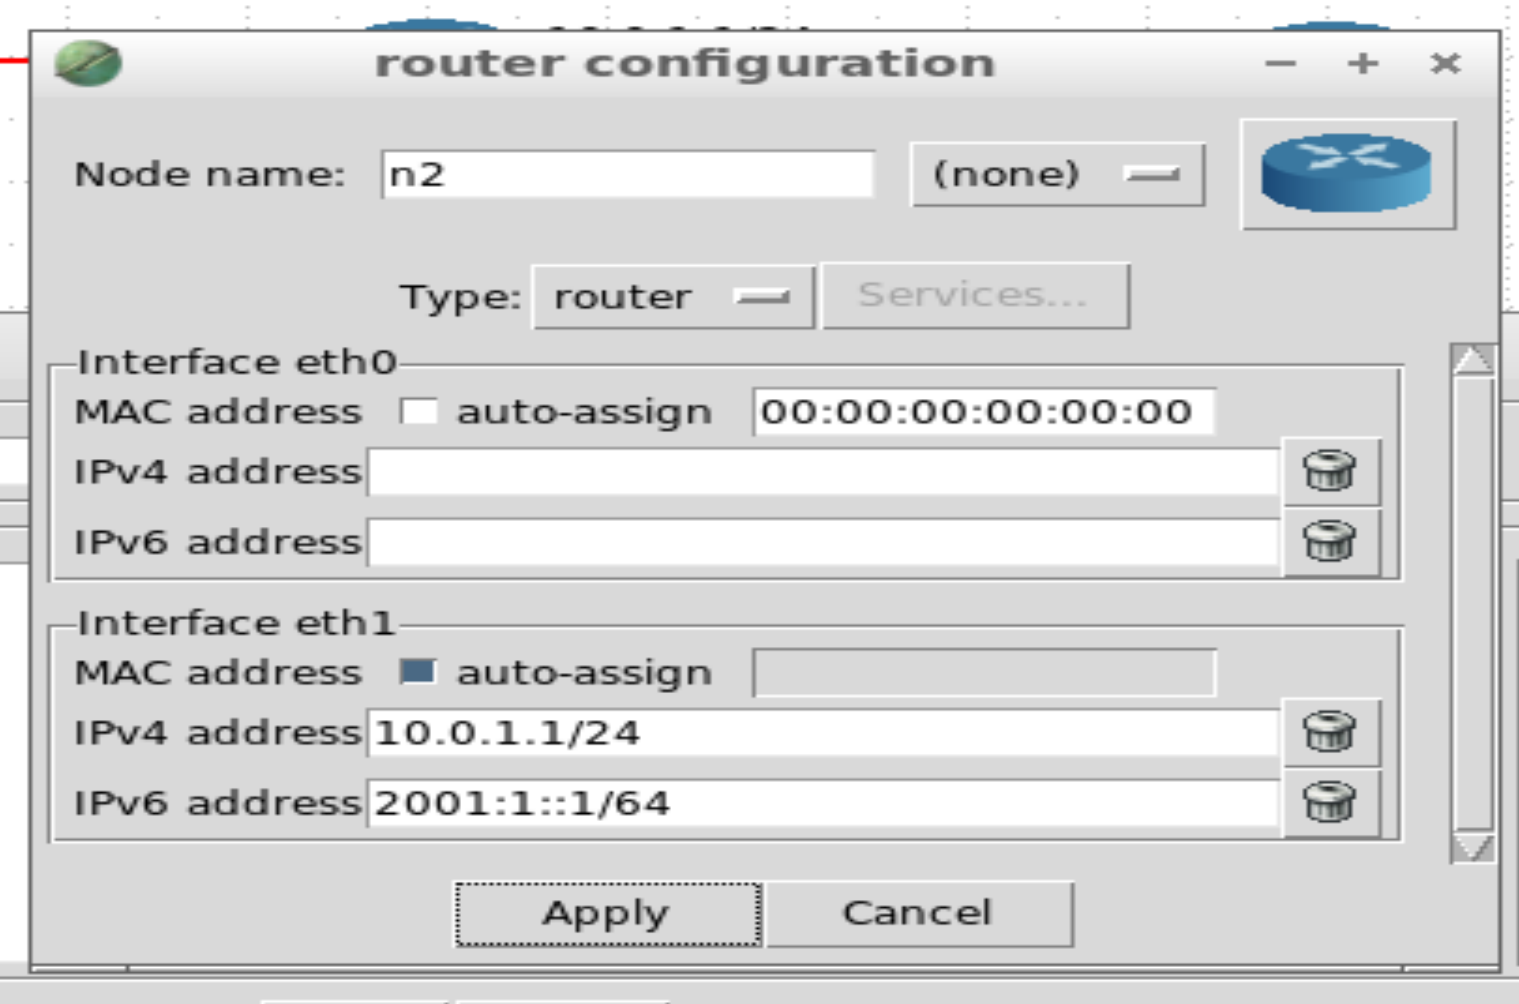 router configuration
Node name: n2 (none)
Type: router Services...
Interface eth0
MAC address auto-assign 00:00:00:00:00:00
IPv4 address
IPv6 address
Interface eth1
MAC address auto-assign
IPv4 address 10.0.1.1/24
IPv6 address 2001:1::1/64
Apply Cancel